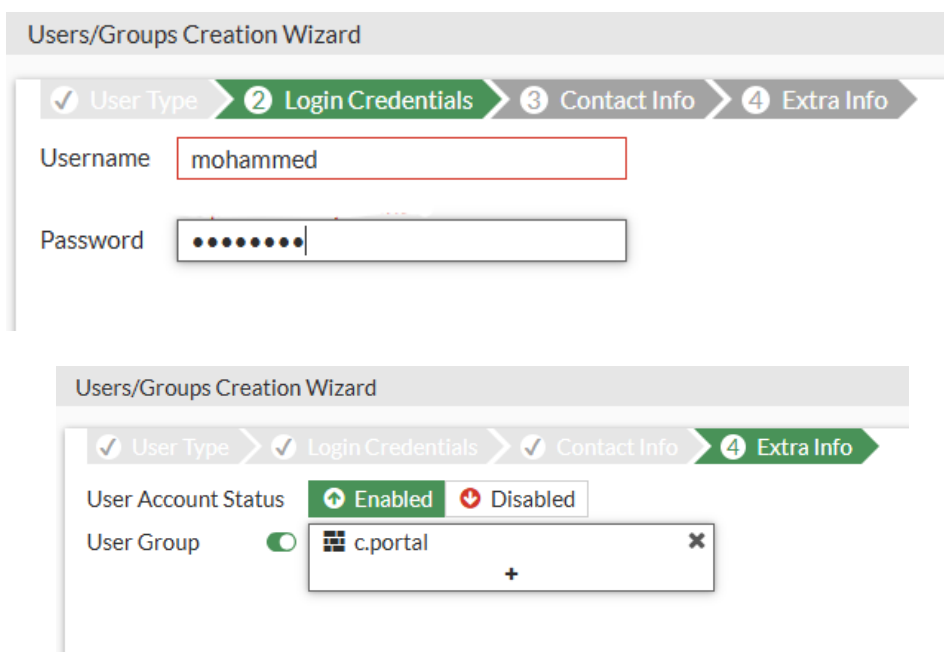 Users/Groups Creation Wizard
User Type 2 Login Credentials 3 Contact Info 4 Extra Info
Username mohammed
Password ●●●●●●●●
Users/Groups Creation Wizard
User Type Login Credentials Contact Info 4 Extra Info
User Account Status Enabled Disabled
User Group c.portal
+